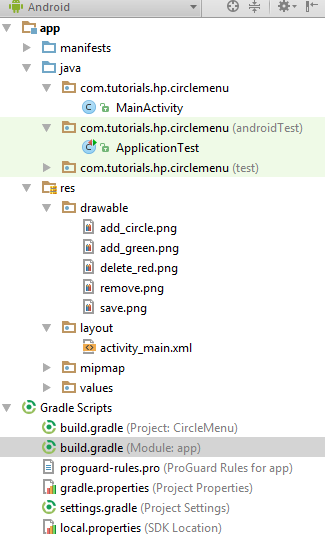 Android
app
manifests
java
com.tutorials.hp.circlemenu
MainActivity
com.tutorials.hp.circlemenu (androidTest)
ApplicationTest
com.tutorials.hp.circlemenu (test)
res
drawable
add_circle.png
add_green.png
delete_red.png
remove.png
save.png
layout
activity_main.xml
mipmap
values
Gradle Scripts
build.gradle (Project: CircleMenu)
build.gradle (Module: app)
proguard-rules.pro (ProGuard Rules for app)
gradle.properties (Project Properties)
settings.gradle (Project Settings)
local.properties (SDK Location)